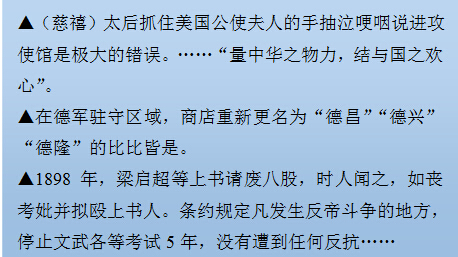 ▲（慈禧）太后抓住美国公使夫人的手抽泣哽咽说进攻
使馆是极大的错误。……“量中华之物力，结与国之欢
心”。
▲在德军驻守区域，商店重新更名为“德昌”“德兴”
“德隆”的比比皆是。
▲1898 年，梁启超等上书请废八股，时人闻之，如丧
考妣并拟殴上书人。条约规定凡发生反帝斗争的地方，
停止文武各等考试 5 年，没有遭到任何反抗……